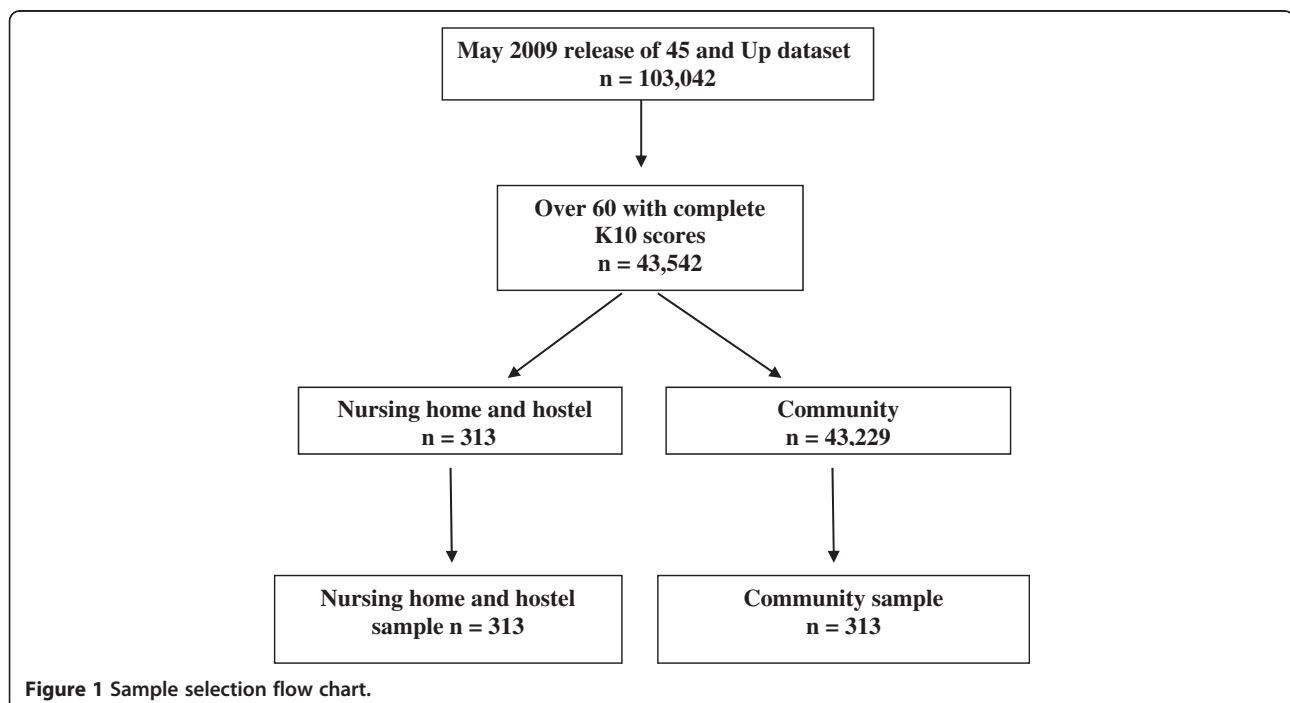 May 2009 release of 45 and Up dataset
n = 103,042
Over 60 with complete
K10 scores
n = 43,542
Nursing home and hostel
n = 313
Community
n = 43,229
Nursing home and hostel
sample n = 313
Community sample
n = 313
Figure 1 Sample selection flow chart.